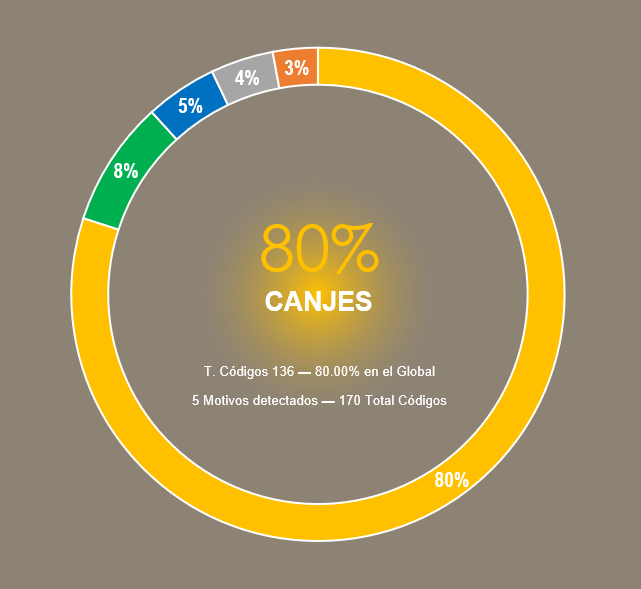 3%
4%
5%
8%
80%
CANJES
T. Códigos 136 — 80.00% en el Global
5 Motivos detectados — 170 Total Códigos
80%